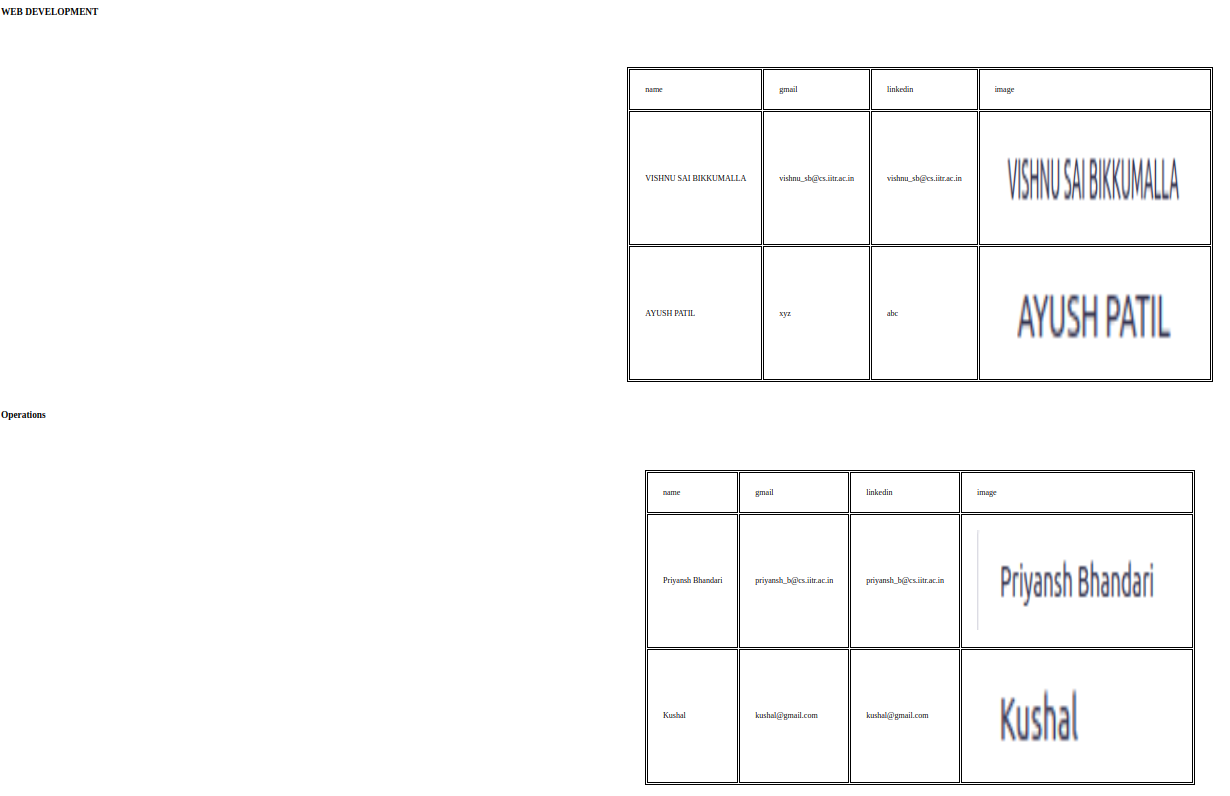 WEB DEVELOPMENT
name gmail linkedin image
VISHNU SAI BIKKUMALLA vishnu_sb@cs.iitr.ac.in vishnu_sb@cs.iitr.ac.in VISHNU SAI BIKKUMALLA
AYUSH PATIL xyz abc AYUSH PATIL
Operations
name gmail linkedin image
Priyansh Bhandari priyansh_b@cs.iitr.ac.in priyansh_b@cs.iitr.ac.in Priyansh Bhandari
Kushal kushal@gmail.com kushal@gmail.com Kushal